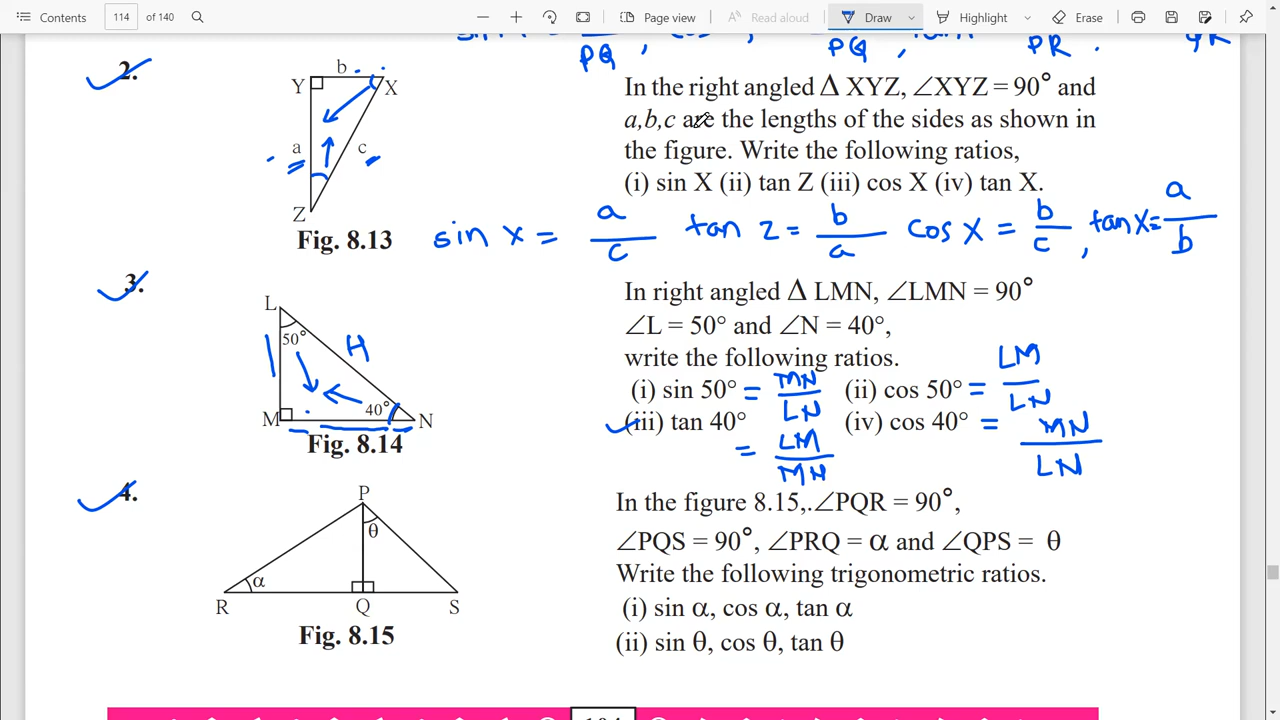 Contents 114 of 140 Page view Read aloud Draw Highlight Erase
sin PQ , cos , PQ , tan PR .
2.
Y b X
a c
Z
Fig. 8.13
In the right angled Δ XYZ, ∠XYZ = 90° and
a,b,c are the lengths of the sides as shown in
the figure. Write the following ratios,
(i) sin X (ii) tan Z (iii) cos X (iv) tan X.
sin x = a/c tan z = b/a cos x = b/c , tan x = a/b
3.
L
50° H
M 40° N
Fig. 8.14
In right angled Δ LMN, ∠LMN = 90°
∠L = 50° and ∠N = 40°,
write the following ratios.
(i) sin 50° = MN/LN (ii) cos 50° = LM/LN
(iii) tan 40° = LM/MN (iv) cos 40° = MN/LN
4.
P
θ
α
R Q S
Fig. 8.15
In the figure 8.15,.∠PQR = 90°,
∠PQS = 90°, ∠PRQ = α and ∠QPS = θ
Write the following trigonometric ratios.
(i) sin α, cos α, tan α
(ii) sin θ, cos θ, tan θ